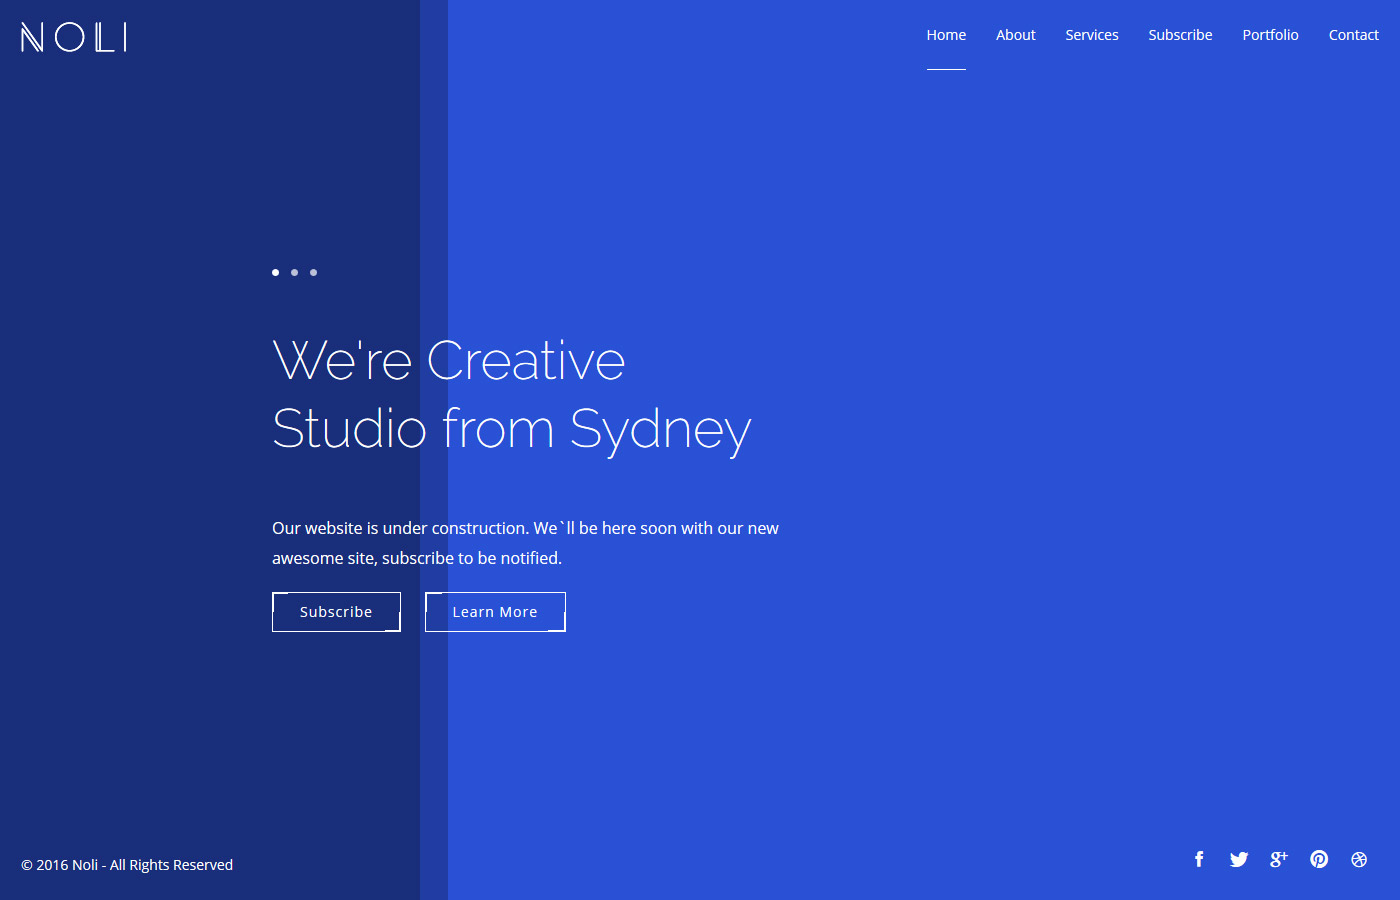 NOLI
Home About Services Subscribe Portfolio Contact
We're Creative
Studio from Sydney
Our website is under construction. We`ll be here soon with our new
awesome site, subscribe to be notified.
Subscribe Learn More
© 2016 Noli - All Rights Reserved